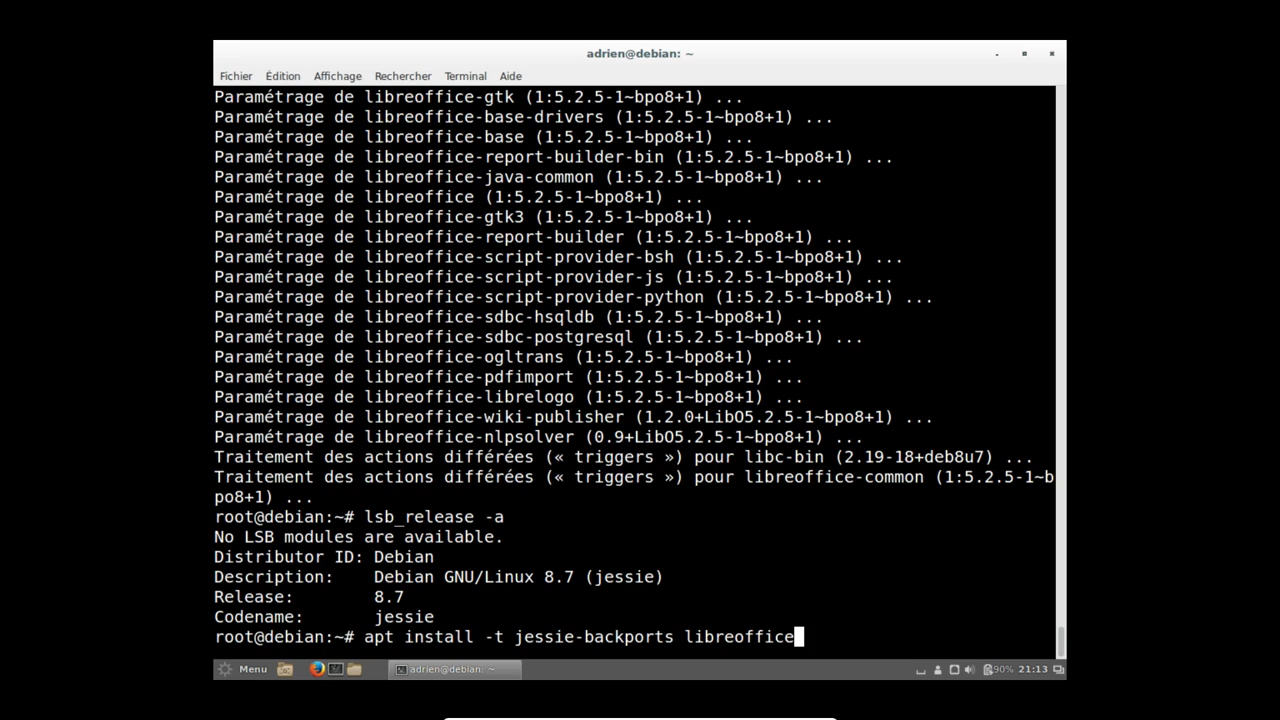 adrien@debian: ~
Fichier Édition Affichage Rechercher Terminal Aide
Paramétrage de libreoffice-gtk (1:5.2.5-1~bpo8+1) ...
Paramétrage de libreoffice-base-drivers (1:5.2.5-1~bpo8+1) ...
Paramétrage de libreoffice-base (1:5.2.5-1~bpo8+1) ...
Paramétrage de libreoffice-report-builder-bin (1:5.2.5-1~bpo8+1) ...
Paramétrage de libreoffice-java-common (1:5.2.5-1~bpo8+1) ...
Paramétrage de libreoffice (1:5.2.5-1~bpo8+1) ...
Paramétrage de libreoffice-gtk3 (1:5.2.5-1~bpo8+1) ...
Paramétrage de libreoffice-report-builder (1:5.2.5-1~bpo8+1) ...
Paramétrage de libreoffice-script-provider-bsh (1:5.2.5-1~bpo8+1) ...
Paramétrage de libreoffice-script-provider-js (1:5.2.5-1~bpo8+1) ...
Paramétrage de libreoffice-script-provider-python (1:5.2.5-1~bpo8+1) ...
Paramétrage de libreoffice-sdbc-hsqldb (1:5.2.5-1~bpo8+1) ...
Paramétrage de libreoffice-sdbc-postgresql (1:5.2.5-1~bpo8+1) ...
Paramétrage de libreoffice-ogltrans (1:5.2.5-1~bpo8+1) ...
Paramétrage de libreoffice-pdfimport (1:5.2.5-1~bpo8+1) ...
Paramétrage de libreoffice-librelogo (1:5.2.5-1~bpo8+1) ...
Paramétrage de libreoffice-wiki-publisher (1.2.0+LibO5.2.5-1~bpo8+1) ...
Paramétrage de libreoffice-nlpsolver (0.9+LibO5.2.5-1~bpo8+1) ...
Traitement des actions différées (« triggers ») pour libc-bin (2.19-18+deb8u7) ...
Traitement des actions différées (« triggers ») pour libreoffice-common (1:5.2.5-1~b
po8+1) ...
root@debian:~# lsb_release -a
No LSB modules are available.
Distributor ID: Debian
Description: Debian GNU/Linux 8.7 (jessie)
Release: 8.7
Codename: jessie
root@debian:~# apt install -t jessie-backports libreoffice
Menu adrien@debian: ~ 90% 21:13